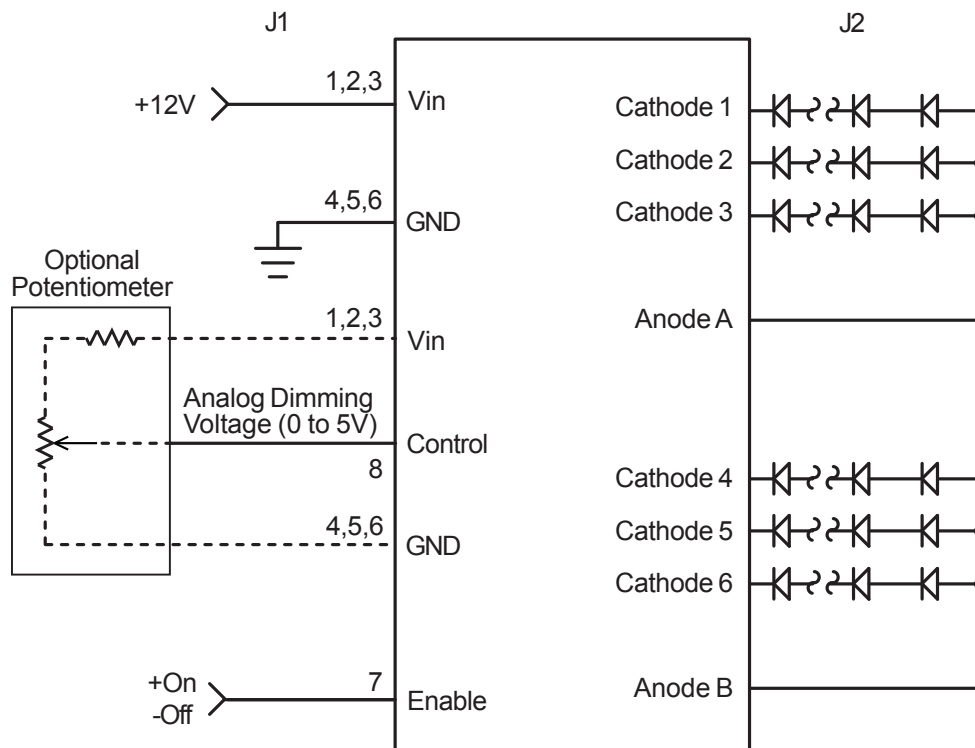 J1
J2
+12V
1,2,3
Vin
4,5,6
GND
Optional
Potentiometer
1,2,3
Vin
Analog Dimming
Voltage (0 to 5V)
8
Control
4,5,6
GND
+On
-Off
7
Enable
Cathode 1
Cathode 2
Cathode 3
Anode A
Cathode 4
Cathode 5
Cathode 6
Anode B